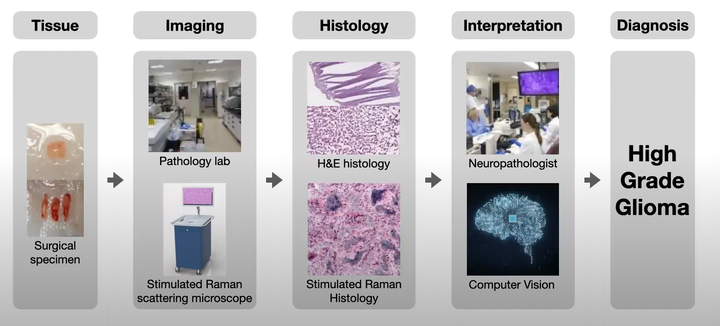 Tissue
Imaging
Histology
Interpretation
Diagnosis
Surgical
specimen
Pathology lab
Stimulated Raman
scattering microscope
H&E histology
Stimulated Raman
Histology
Neuropathologist
Computer Vision
High
Grade
Glioma